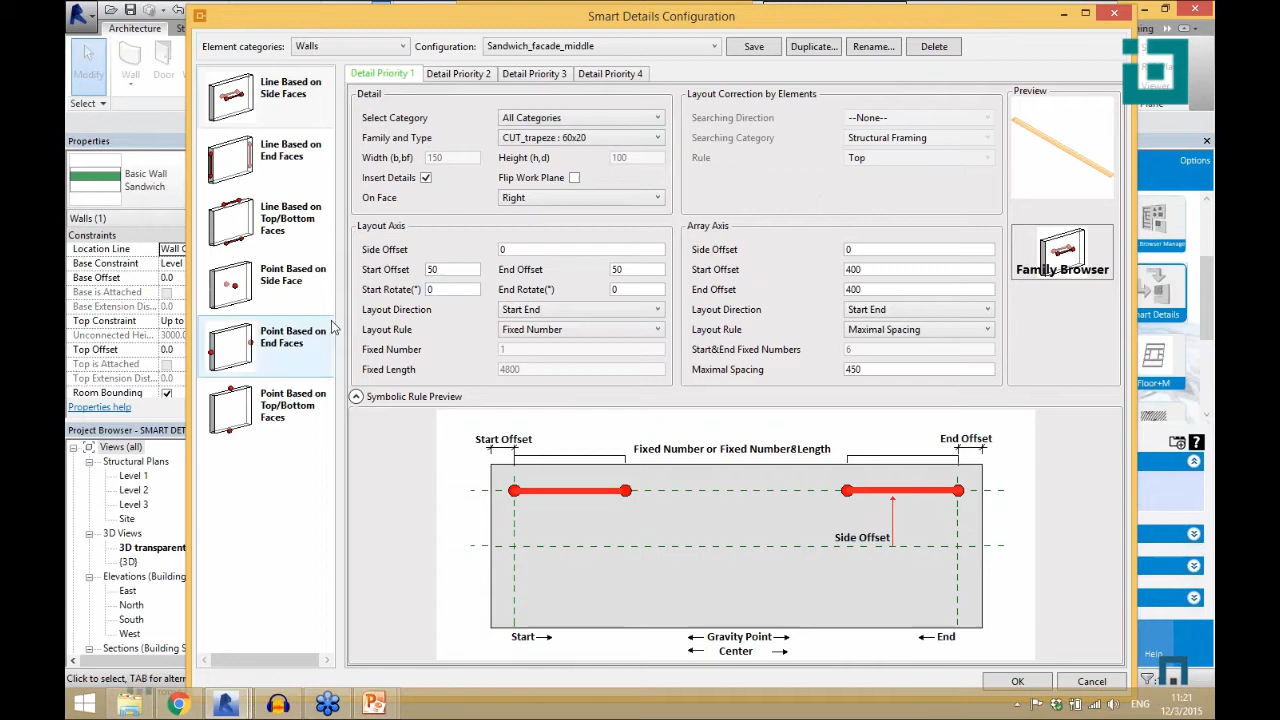 Smart Details Configuration
Architecture
Modify
Wall
Door
Select
Properties
Basic Wall
Sandwich
Walls (1)
Constraints
Location Line
Wall C
Base Constraint
Level
Base Offset
0.0
Base is Attached
Base Extension Dist...
0.0
Top Constraint
Up to
Unconnected Hei...
3000.0
Top Offset
0.0
Top is Attached
Top Extension Dist...
0.0
Room Bounding
Properties help
Project Browser - SMART DET
Views (all)
Structural Plans
Level 1
Level 2
Level 3
Site
3D Views
3D transparent
{3D}
Elevations (Building
East
North
South
West
Sections (Building S
Click to select, TAB for altern
Element categories:
Walls
Configuration:
Sandwich_facade_middle
Save
Duplicate...
Rename...
Delete
Line Based on
Side Faces
Line Based on
End Faces
Line Based on
Top/Bottom
Faces
Point Based on
Side Face
Point Based on
End Faces
Point Based on
Top/Bottom
Faces
Detail Priority 1
Detail Priority 2
Detail Priority 3
Detail Priority 4
Detail
Select Category
All Categories
Family and Type
CUT_trapeze : 60x20
Width (b,bf)
150
Height (h,d)
100
Insert Details
Flip Work Plane
On Face
Right
Layout Correction by Elements
Searching Direction
--None--
Searching Category
Structural Framing
Rule
Top
Preview
Family Browser
Layout Axis
Side Offset
0
Start Offset
50
End Offset
50
Start Rotate(°)
0
End Rotate(°)
0
Layout Direction
Start End
Layout Rule
Fixed Number
Fixed Number
1
Fixed Length
4800
Array Axis
Side Offset
0
Start Offset
400
End Offset
400
Layout Direction
Start End
Layout Rule
Maximal Spacing
Start&End Fixed Numbers
6
Maximal Spacing
450
Symbolic Rule Preview
Start Offset
Fixed Number or Fixed Number&Length
End Offset
Side Offset
Start
Gravity Point
Center
End
OK
Cancel
Options
Browser Manage
Smart Details
Floor+M
Help
ENG
11:21
12/3/2015